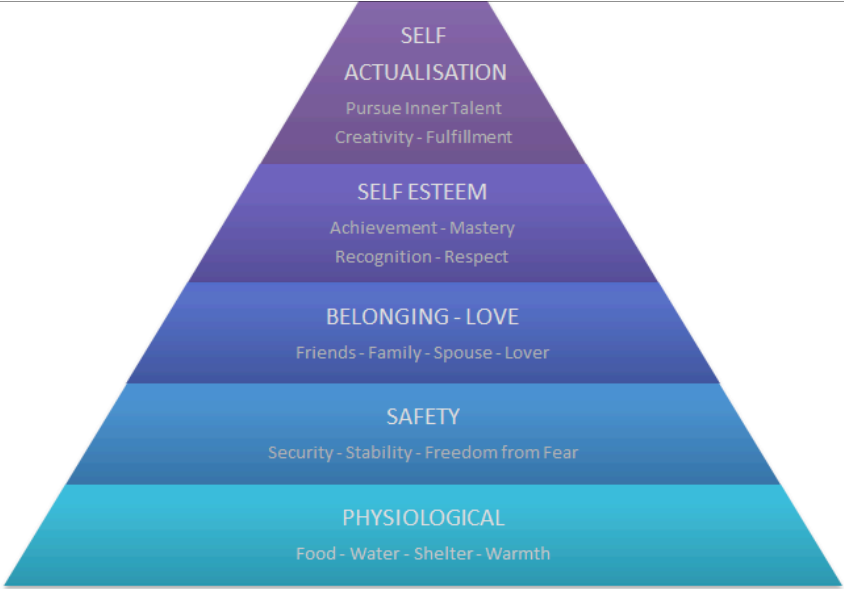 SELF
ACTUALISATION
Pursue Inner Talent
Creativity - Fulfillment
SELF ESTEEM
Achievement - Mastery
Recognition - Respect
BELONGING - LOVE
Friends - Family - Spouse - Lover
SAFETY
Security - Stability - Freedom from Fear
PHYSIOLOGICAL
Food - Water - Shelter - Warmth